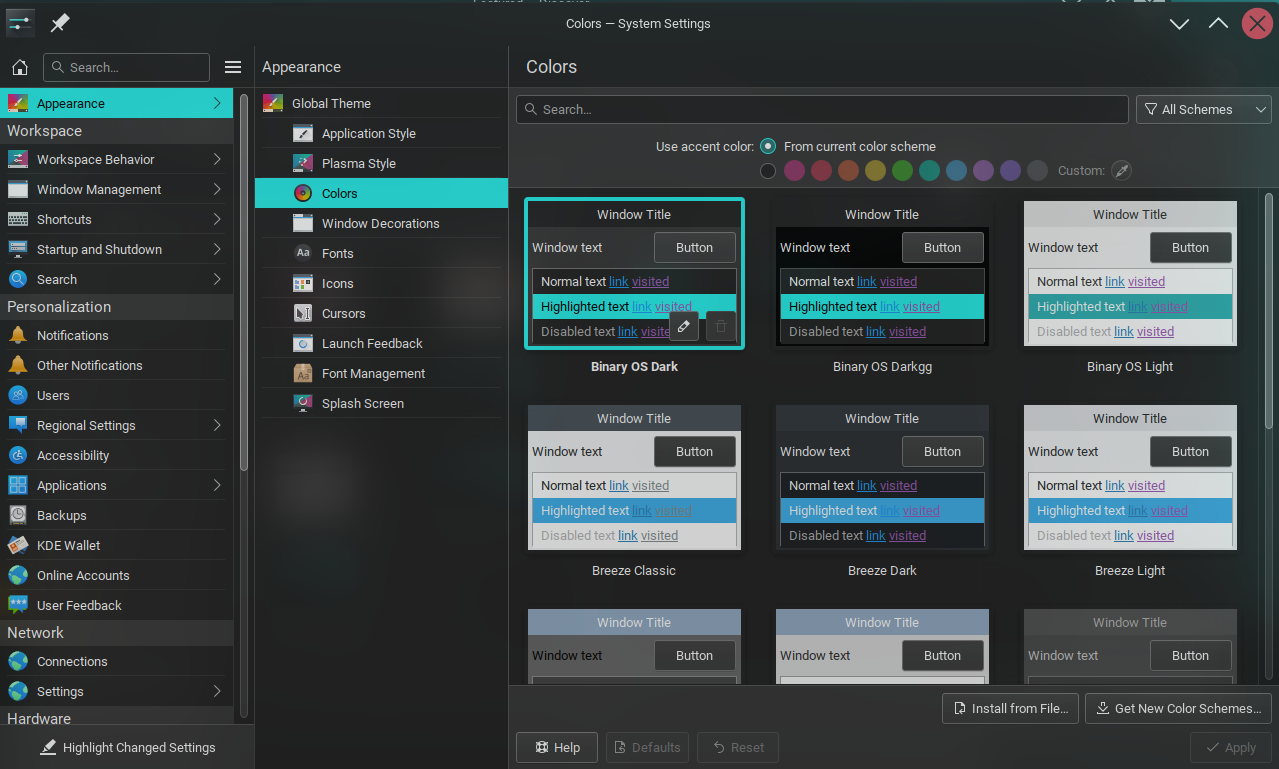 Colors — System Settings
Search...
Appearance
Workspace
Workspace Behavior
Window Management
Shortcuts
Startup and Shutdown
Search
Personalization
Notifications
Other Notifications
Users
Regional Settings
Accessibility
Applications
Backups
KDE Wallet
Online Accounts
User Feedback
Network
Connections
Settings
Hardware
Highlight Changed Settings
Appearance
Global Theme
Application Style
Plasma Style
Colors
Window Decorations
Aa Fonts
Icons
Cursors
Launch Feedback
Font Management
Splash Screen
Colors
Search...
All Schemes
Use accent color: From current color scheme
Custom:
Window Title
Window text Button
Normal text link visited
Highlighted text link visited
Disabled text link visite
Binary OS Dark
Window Title
Window text Button
Normal text link visited
Highlighted text link visited
Disabled text link visited
Binary OS Darkgg
Window Title
Window text Button
Normal text link visited
Highlighted text link visited
Disabled text link visited
Binary OS Light
Window Title
Window text Button
Normal text link visited
Highlighted text link visited
Disabled text link visited
Breeze Classic
Window Title
Window text Button
Normal text link visited
Highlighted text link visited
Disabled text link visited
Breeze Dark
Window Title
Window text Button
Normal text link visited
Highlighted text link visited
Disabled text link visited
Breeze Light
Window Title
Window text Button
Window Title
Window text Button
Window Title
Window text Button
Install from File...
Get New Color Schemes...
Help
Defaults
Reset
Apply